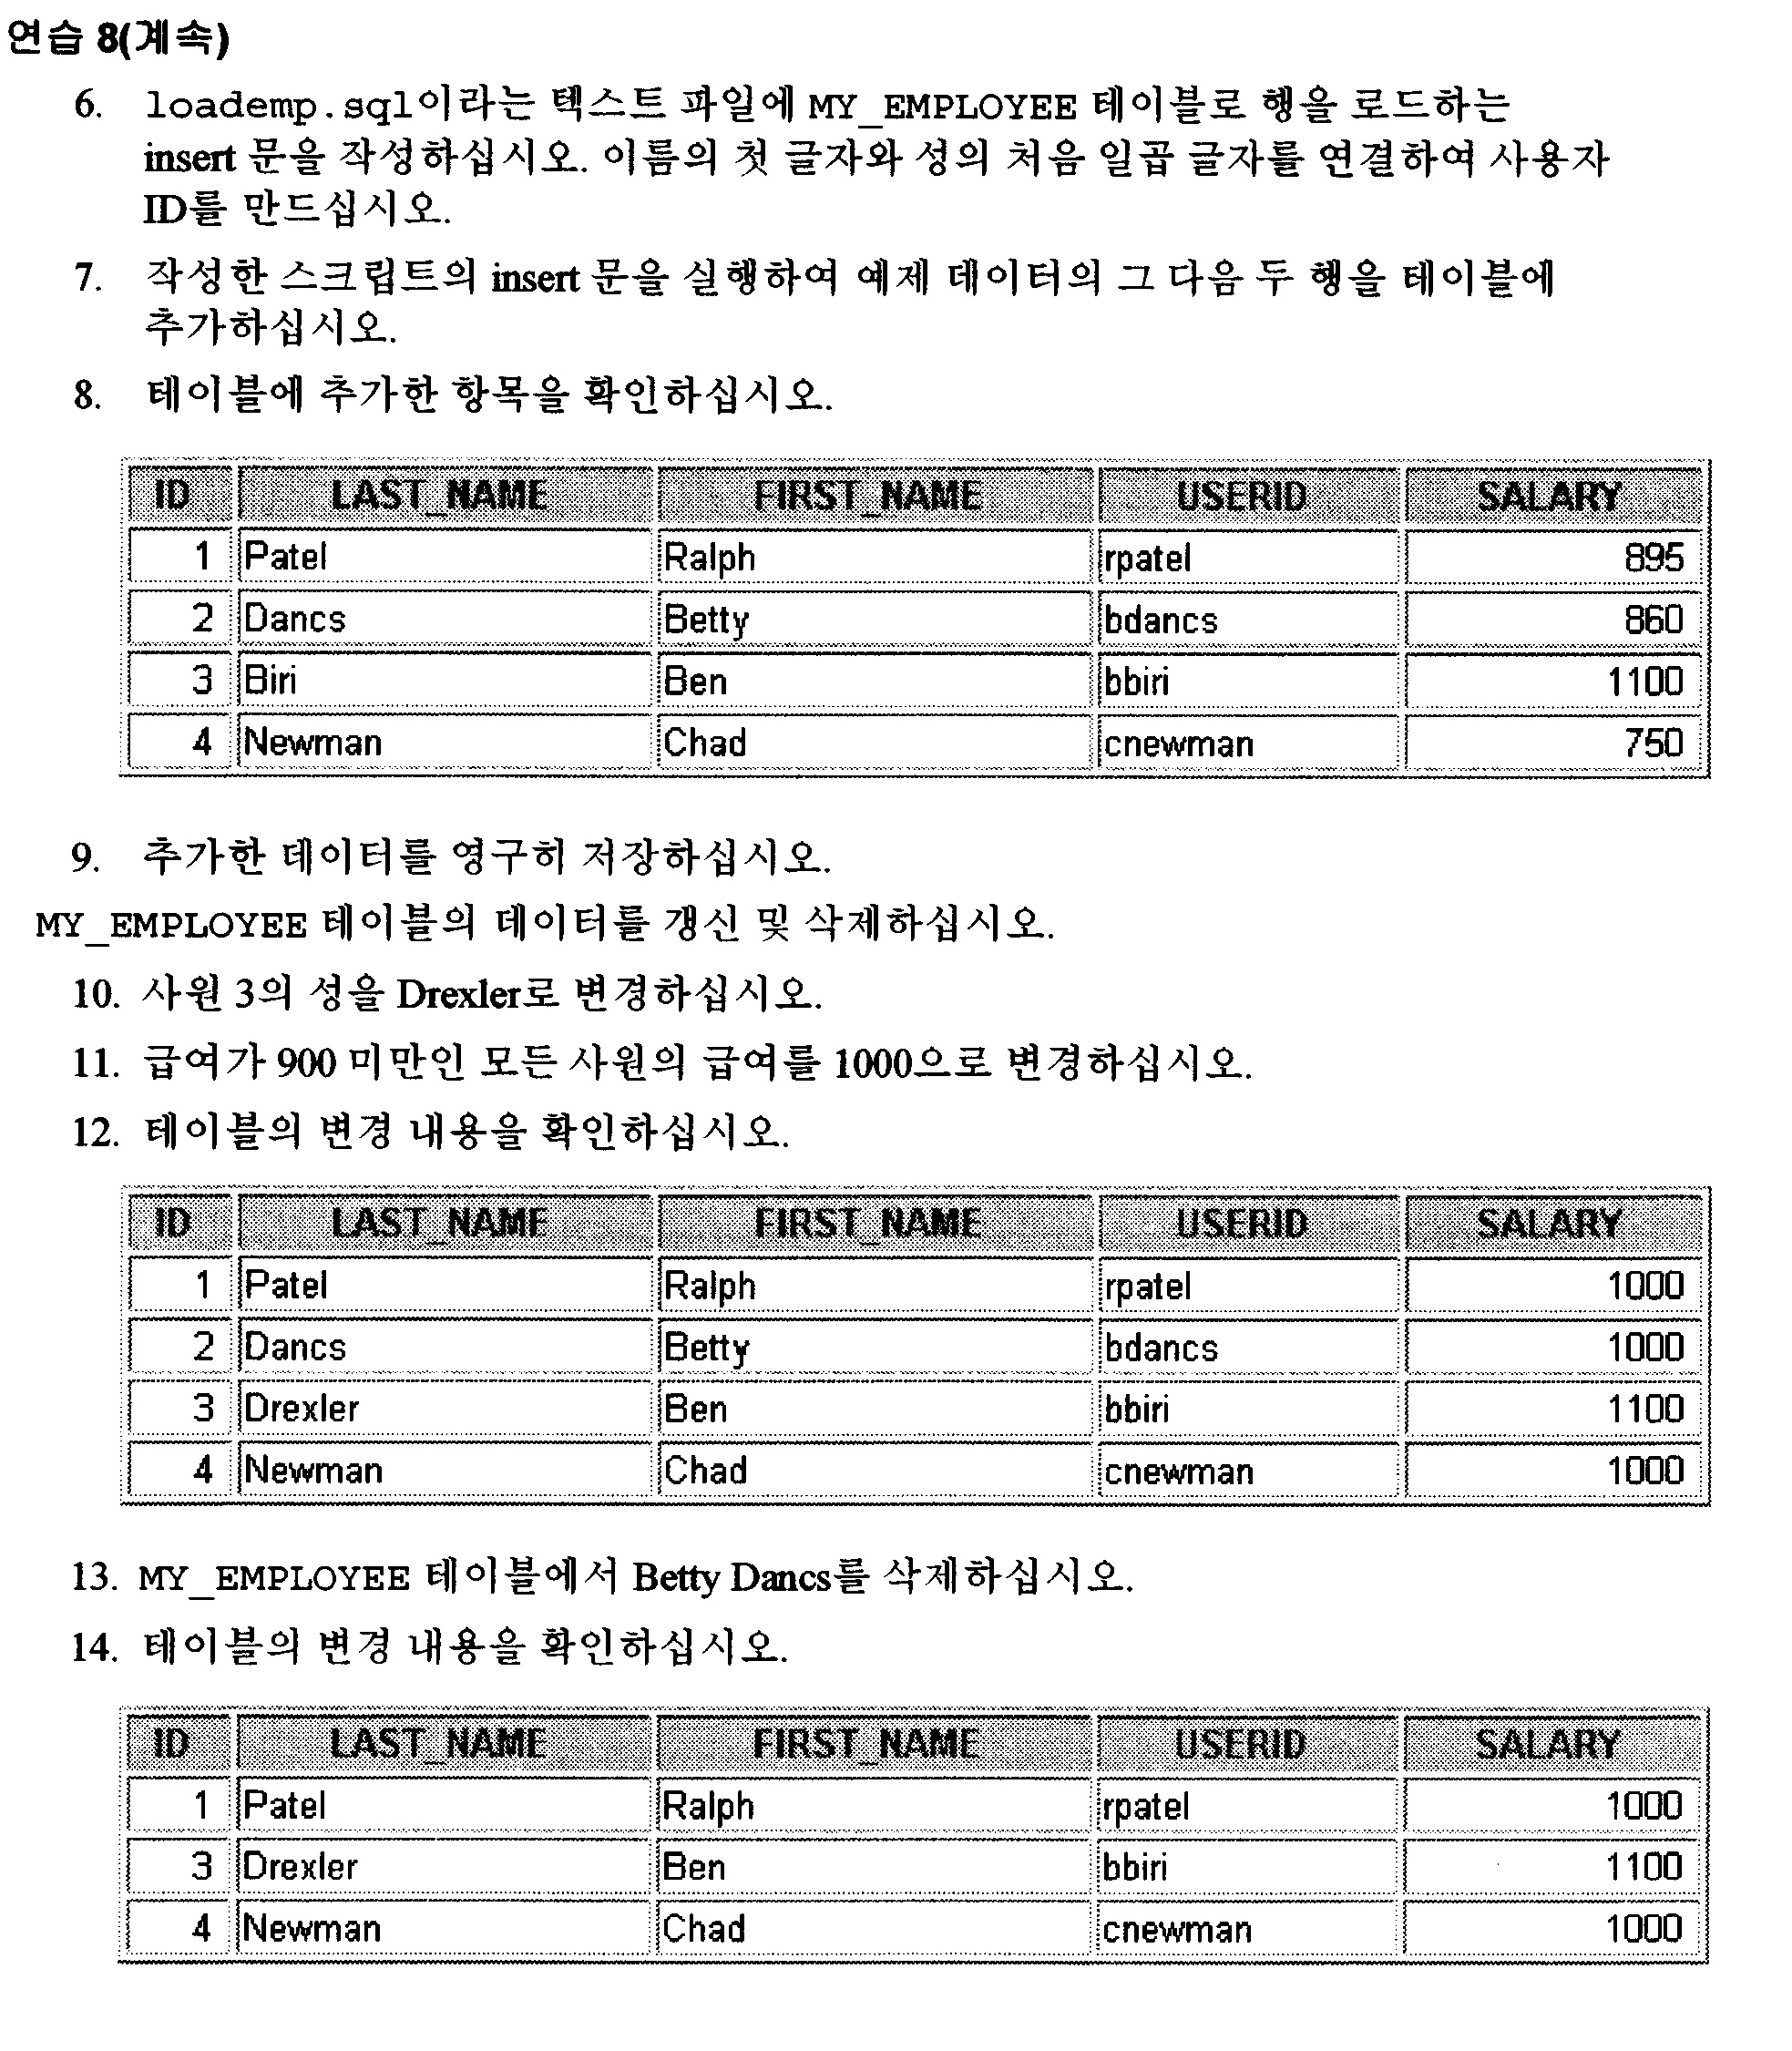 연습 8(계속)
6. loademp.sql이라는 텍스트 파일에 MY_EMPLOYEE 테이블로 행을 로드하는
insert 문을 작성하십시오. 이름의 첫 글자와 성의 처음 일곱 글자를 연결하여 사용자
ID를 만드십시오.
7. 작성한 스크립트의 insert 문을 실행하여 예제 데이터의 그 다음 두 행을 테이블에
추가하십시오.
8. 테이블에 추가한 항목을 확인하십시오.
ID LAST_NAME FIRST_NAME USERID SALARY
1 Patel Ralph rpatel 895
2 Dancs Betty bdancs 860
3 Biri Ben bbiri 1100
4 Newman Chad cnewman 750
9. 추가한 데이터를 영구히 저장하십시오.
MY_EMPLOYEE 테이블의 데이터를 갱신 및 삭제하십시오.
10. 사원 3의 성을 Drexler로 변경하십시오.
11. 급여가 900 미만인 모든 사원의 급여를 1000으로 변경하십시오.
12. 테이블의 변경 내용을 확인하십시오.
ID LAST_NAME FIRST_NAME USERID SALARY
1 Patel Ralph rpatel 1000
2 Dancs Betty bdancs 1000
3 Drexler Ben bbiri 1100
4 Newman Chad cnewman 1000
13. MY_EMPLOYEE 테이블에서 Betty Dancs를 삭제하십시오.
14. 테이블의 변경 내용을 확인하십시오.
ID LAST_NAME FIRST_NAME USERID SALARY
1 Patel Ralph rpatel 1000
3 Drexler Ben bbiri 1100
4 Newman Chad cnewman 1000